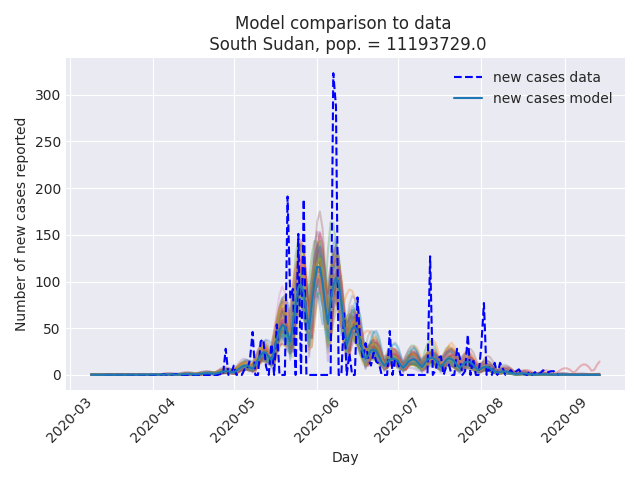 Model comparison to data
South Sudan, pop. = 11193729.0
new cases data
new cases model
Number of new cases reported
300
250
200
150
100
50
0
2020-03
2020-04
2020-05
2020-06
2020-07
2020-08
2020-09
Day